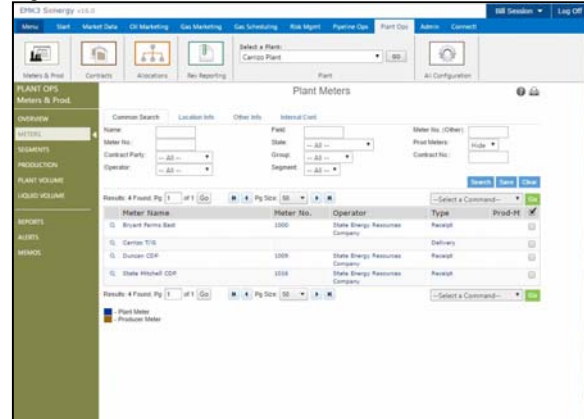 EMK3 Synergy v16.0
Bill Session
Log Off
Menu Start Market Data Oil Marketing Gas Marketing Gas Scheduling Risk Mgmt Pipeline Ops Plant Ops Admin Connect
Select a Plant:
Carrizo Plant GO
Meters & Prod Contracts Allocations Rev Reporting Plant AI Configuration
PLANT OPS
Meters & Prod.
Plant Meters
OVERVIEW
METERS
SEGMENTS
PRODUCTION
PLANT VOLUME
LIQUID VOLUME
REPORTS
ALERTS
MEMOS
Common Search Location Info Other Info Internal Cont
Name: Field: Meter No. (Other):
Meter No.: State: -- All -- Prod Meters: Hide
Contract Party: -- All -- Group: -- All -- Contract No.:
Operator: -- All -- Segment: -- All --
Search Save Clear
Results: 4 Found. Pg 1 of 1 Go Pg Size 50 --Select a Command-- Go
Meter Name Meter No. Operator Type Prod-M
Bryant Farms East 1000 State Energy Resources Company Receipt
Carrizo T/G Delivery
Duncan CDP 1009 State Energy Resources Company Receipt
State Mitchell CDP 1016 State Energy Resources Company Receipt
Results: 4 Found. Pg 1 of 1 Go Pg Size 50 --Select a Command-- Go
- Plant Meter
- Producer Meter